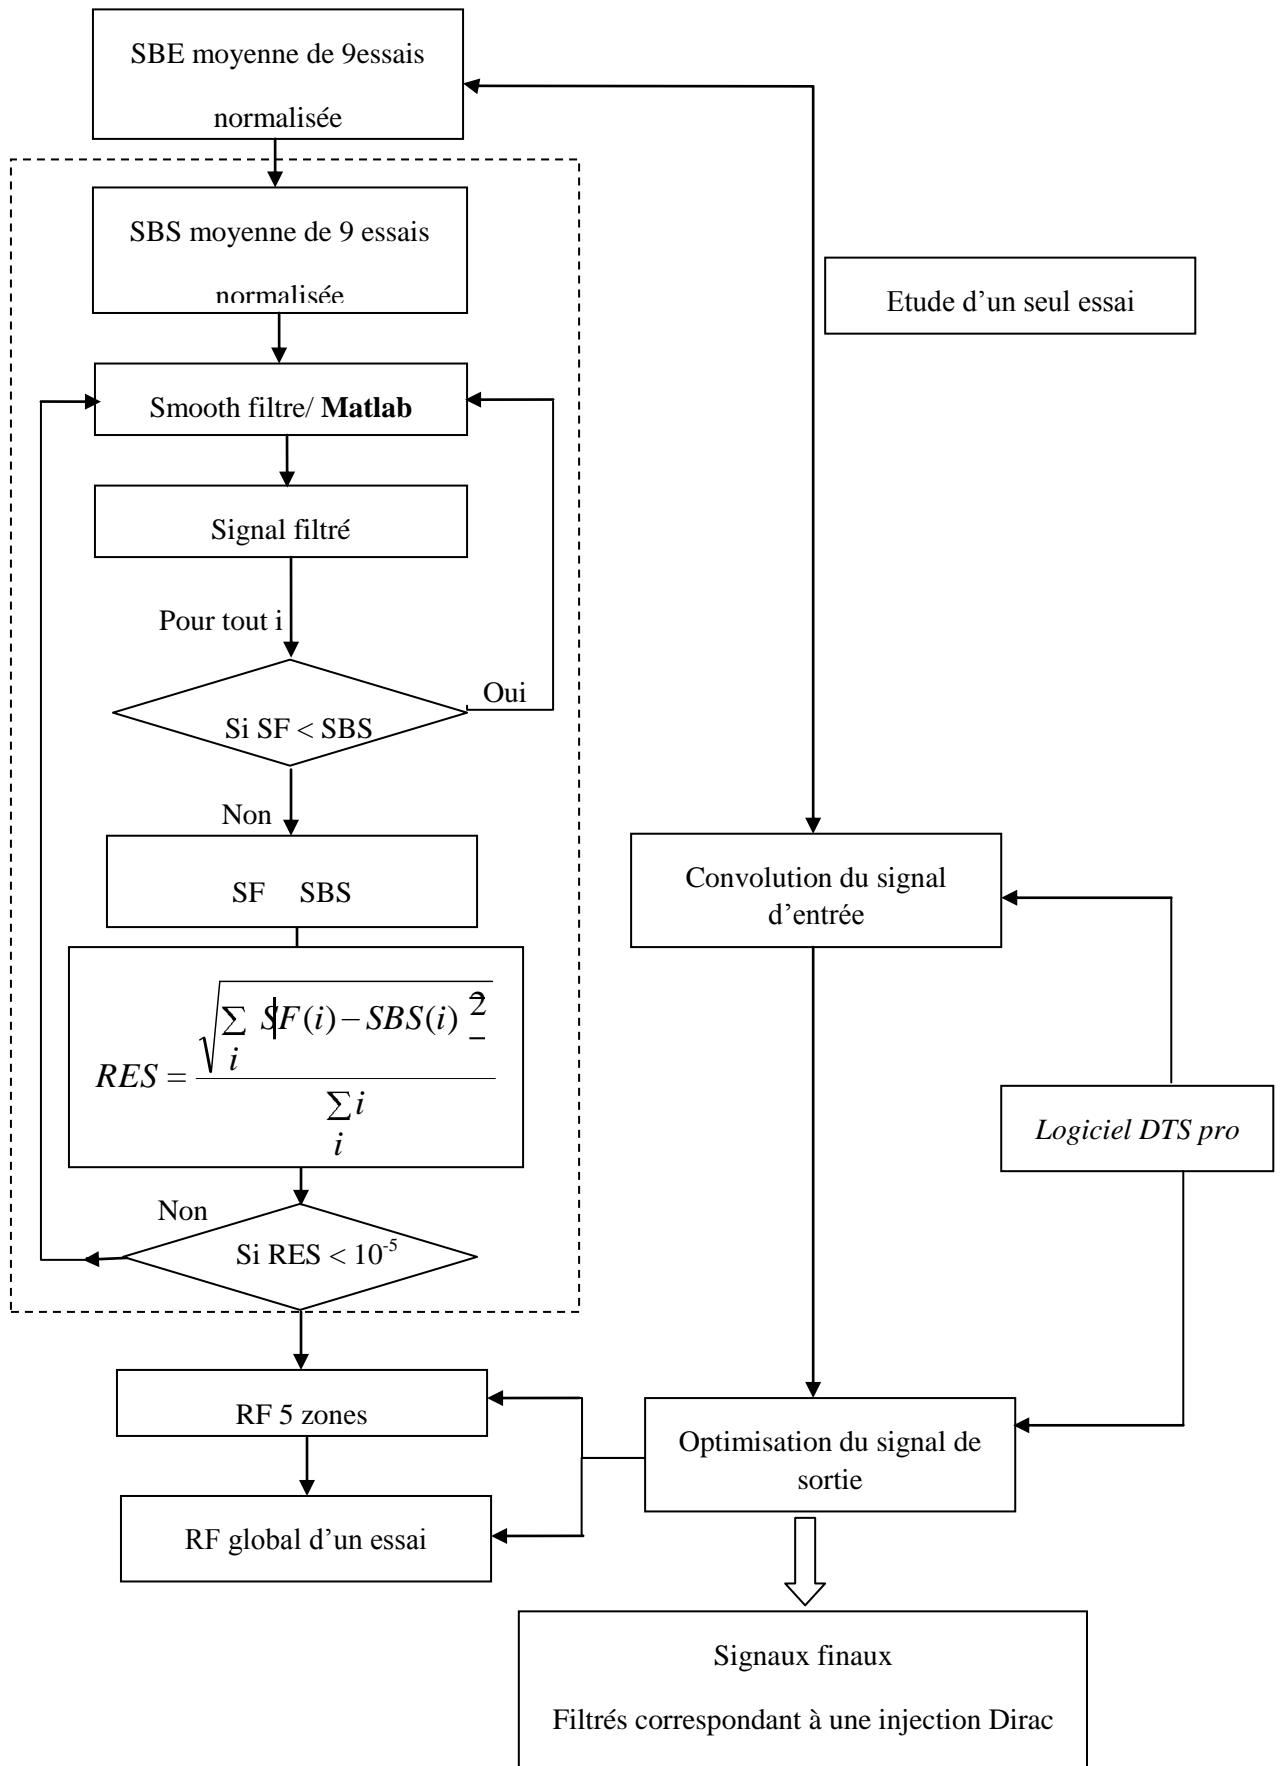 SBE moyenne de 9essais
normalisée
SBS moyenne de 9 essais
normalisée
Etude d’un seul essai
Smooth filtre/ Matlab
Signal filtré
Pour tout i
Oui
Si SF < SBS
Non
SF SBS
Convolution du signal
d’entrée
RES = √(∑i |SF(i) − SBS(i)|²) / ∑i i
Logiciel DTS pro
Non
Si RES < 10⁻⁵
RF 5 zones
Optimisation du signal de
sortie
RF global d’un essai
Signaux finaux
Filtrés correspondant à une injection Dirac